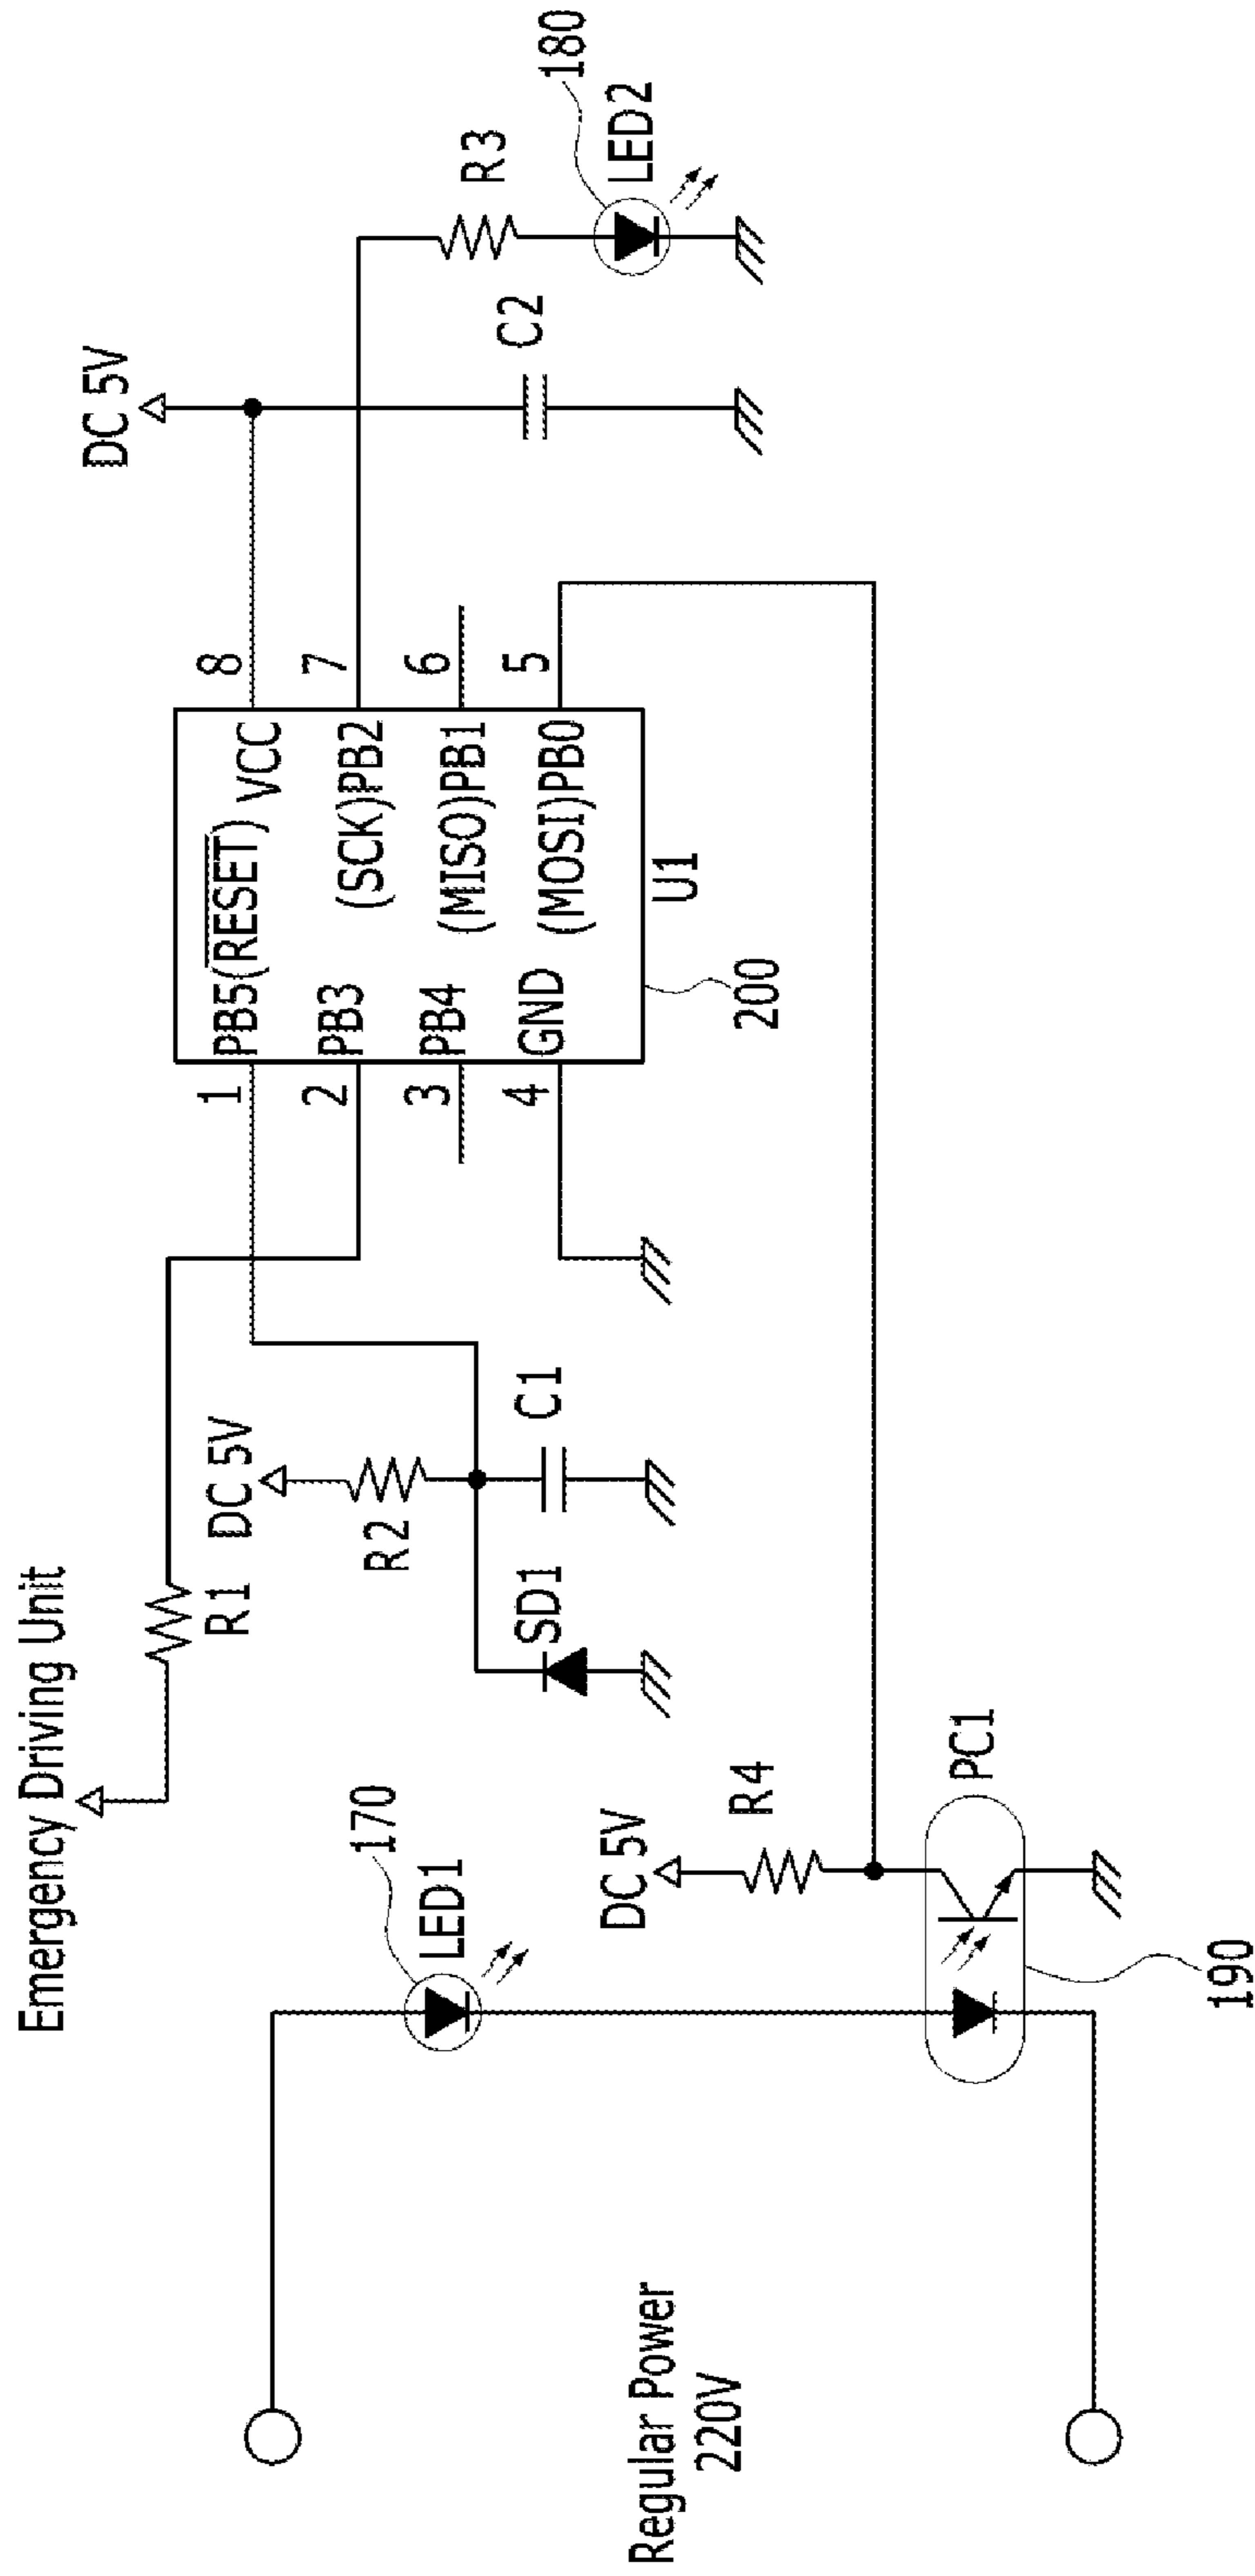 Emergency Driving Unit
R1
DC 5V
R2
C1
SD1
LED1
170
DC 5V
R4
PC1
190
Regular Power
220V
1
2
3
4
PB5(RESET)
PB3
PB4
GND
VCC
(SCK)PB2
(MISO)PB1
(MOSI)PB0
8
7
6
5
U1
200
DC 5V
C2
R3
LED2
180